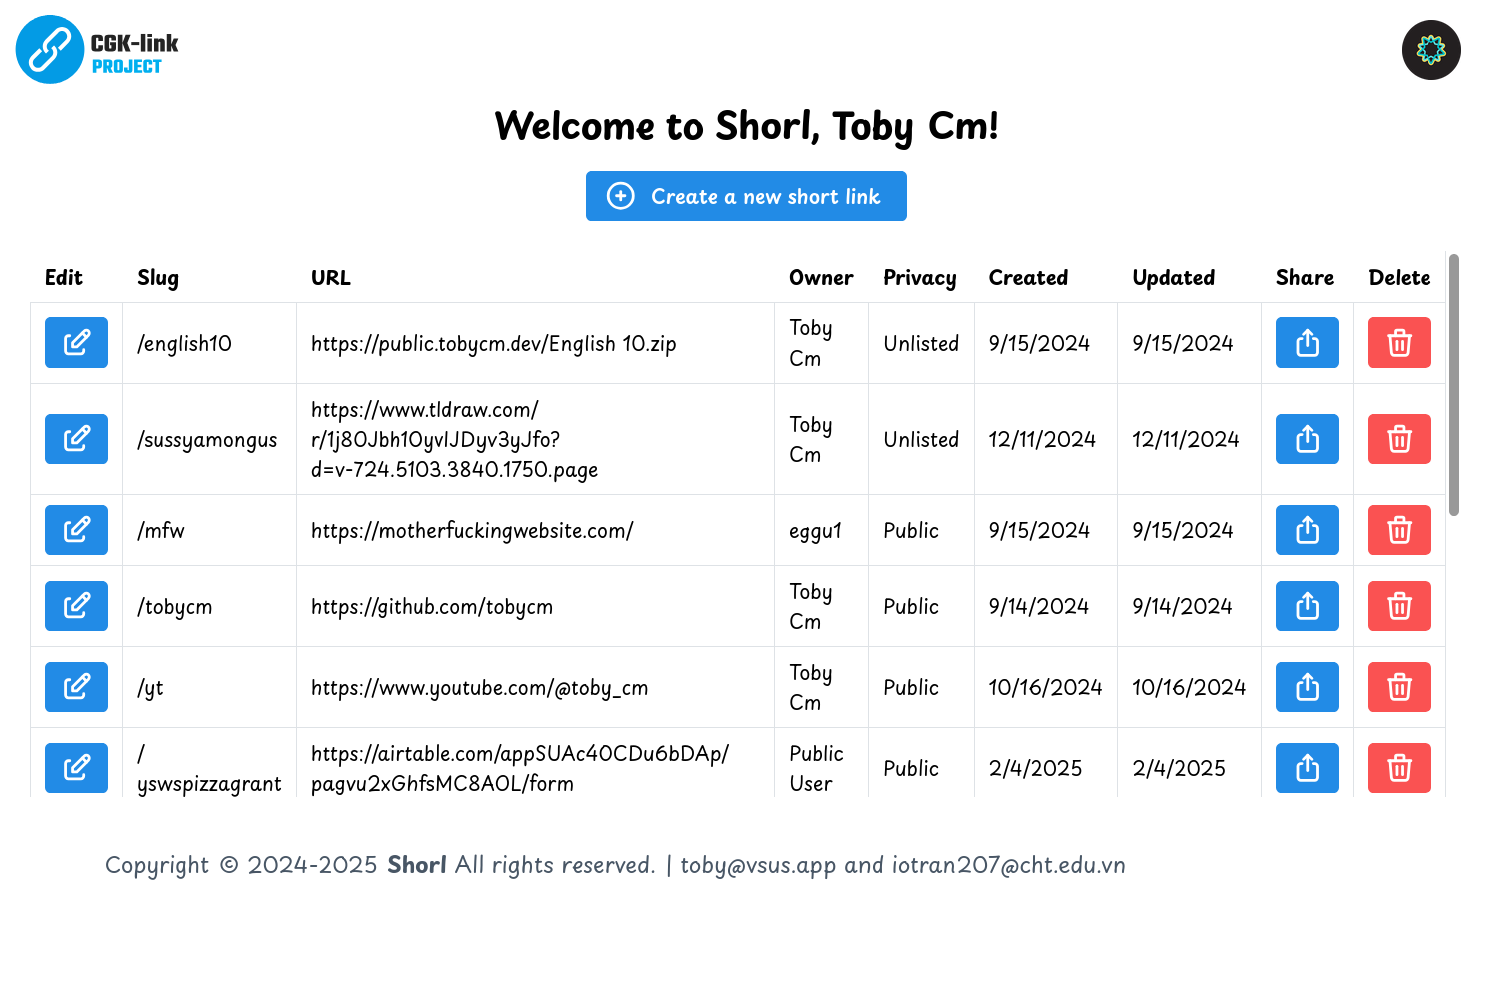 CGK-link
PROJECT
Welcome to Shorl, Toby Cm!
Create a new short link
Edit Slug URL Owner Privacy Created Updated Share Delete
/english10 https://public.tobycm.dev/English 10.zip Toby Cm Unlisted 9/15/2024 9/15/2024
/sussyamongus https://www.tldraw.com/
r/1j80Jbh10yvIJDyv3yJfo?
d=v-724.5103.3840.1750.page Toby Cm Unlisted 12/11/2024 12/11/2024
/mfw https://motherfuckingwebsite.com/ eggu1 Public 9/15/2024 9/15/2024
/tobycm https://github.com/tobycm Toby Cm Public 9/14/2024 9/14/2024
/yt https://www.youtube.com/@toby_cm Toby Cm Public 10/16/2024 10/16/2024
/
yswspizzagrant https://airtable.com/appSUAc40CDu6bDAp/
pagvu2xGhfsMC8AOL/form Public User Public 2/4/2025 2/4/2025
Copyright © 2024-2025 Shorl All rights reserved. | toby@vsus.app and iotran207@cht.edu.vn